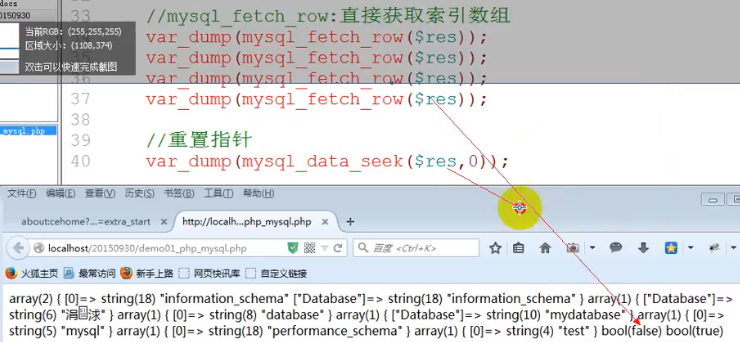 docs
20150930
当前RGB：(255,255,255)
区域大小：(1108,374)
双击可以快速完成截图
_mysql.php
33 //mysql_fetch_row:直接获取索引数组
34 var_dump(mysql_fetch_row($res));
35 var_dump(mysql_fetch_row($res));
36 var_dump(mysql_fetch_row($res));
37 var_dump(mysql_fetch_row($res));
38
39 //重置指针
40 var_dump(mysql_data_seek($res,0));
文件(F) 编辑(E) 查看(V) 历史(S) 书签(B) 工具(T) 帮助(H)
about:cehome?...=extra_start × http://localh...php_mysql.php × +
localhost/20150930/demo01_php_mysql.php 百度 <Ctrl+K>
火狐主页 最常访问 新手上路 网页快讯库 自定义链接
array(2) { [0]=> string(18) "information_schema" ["Database"]=> string(18) "information_schema" } array(1) { ["Database"]=>
string(6) "涓浗" } array(1) { [0]=> string(8) "database" } array(1) { ["Database"]=> string(10) "mydatabase" } array(1) { [0]=>
string(5) "mysql" } array(1) { [0]=> string(18) "performance_schema" } array(1) { [0]=> string(4) "test" } bool(false) bool(true)